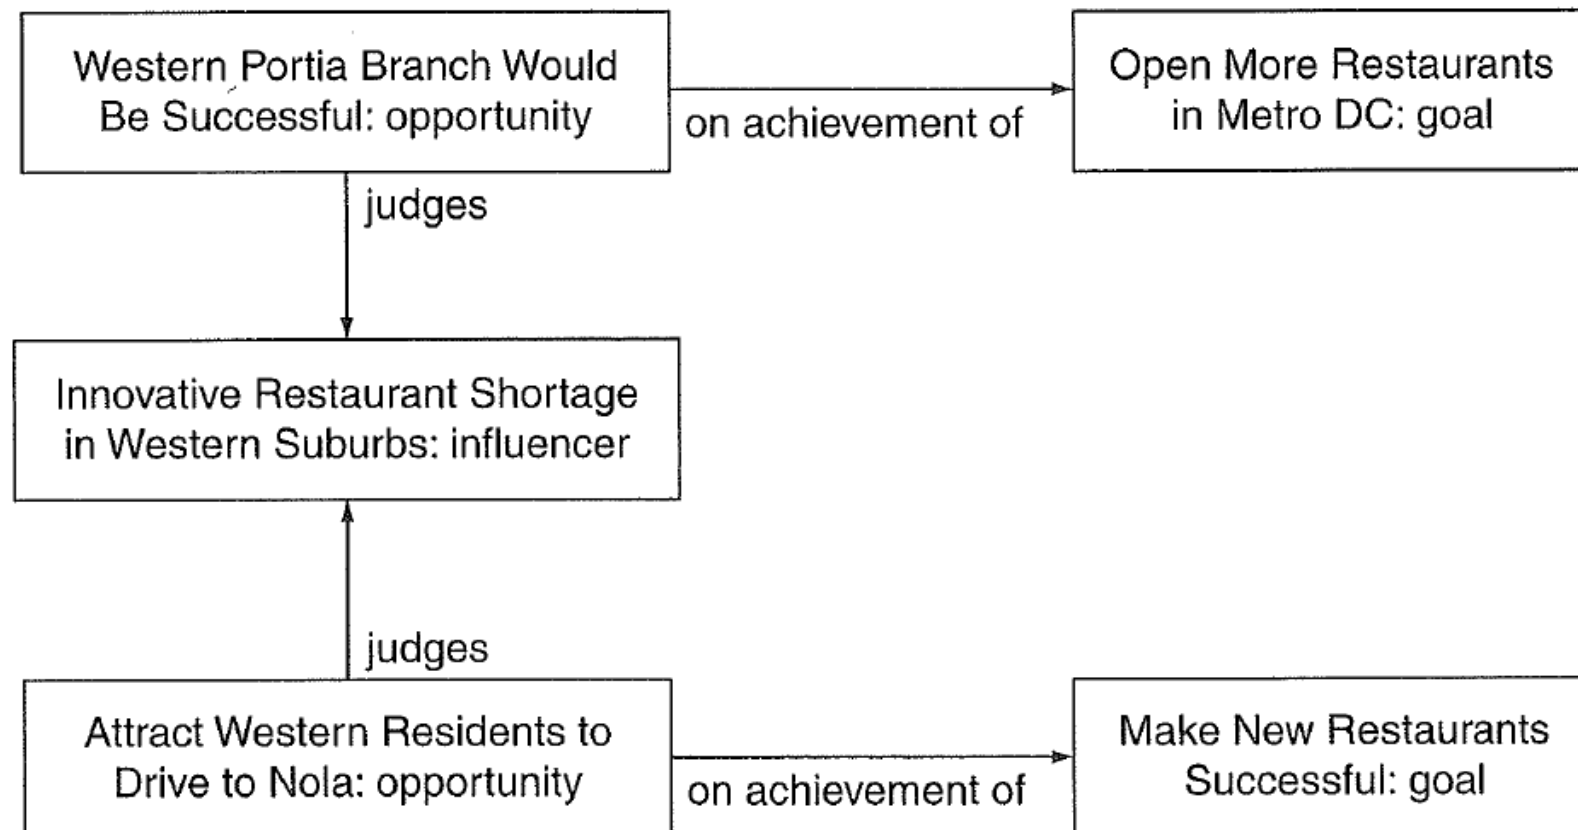 Western Portia Branch Would
Be Successful: opportunity
on achievement of
Open More Restaurants
in Metro DC: goal
judges
Innovative Restaurant Shortage
in Western Suburbs: influencer
judges
Attract Western Residents to
Drive to Nola: opportunity
on achievement of
Make New Restaurants
Successful: goal